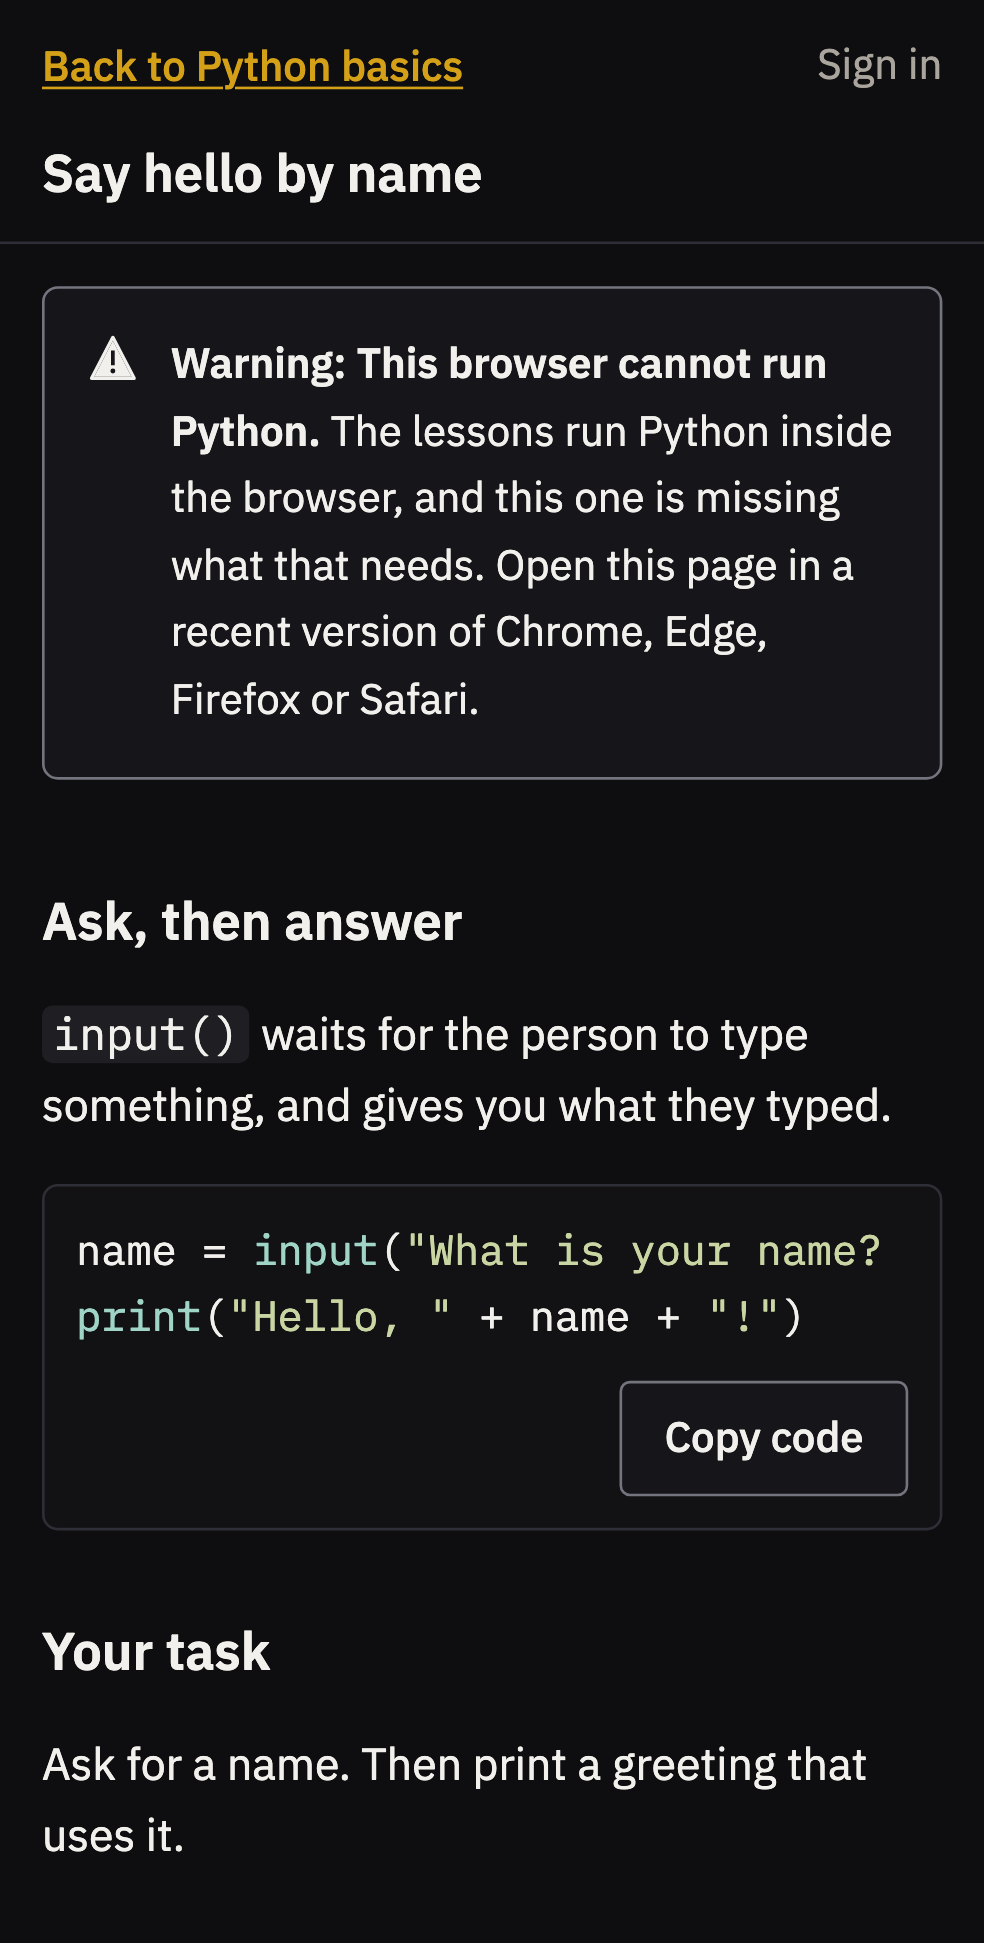 Back to Python basics
Sign in
Say hello by name
Warning: This browser cannot run
Python. The lessons run Python inside
the browser, and this one is missing
what that needs. Open this page in a
recent version of Chrome, Edge,
Firefox or Safari.
Ask, then answer
input() waits for the person to type
something, and gives you what they typed.
name = input("What is your name?
print("Hello, " + name + "!")
Copy code
Your task
Ask for a name. Then print a greeting that
uses it.